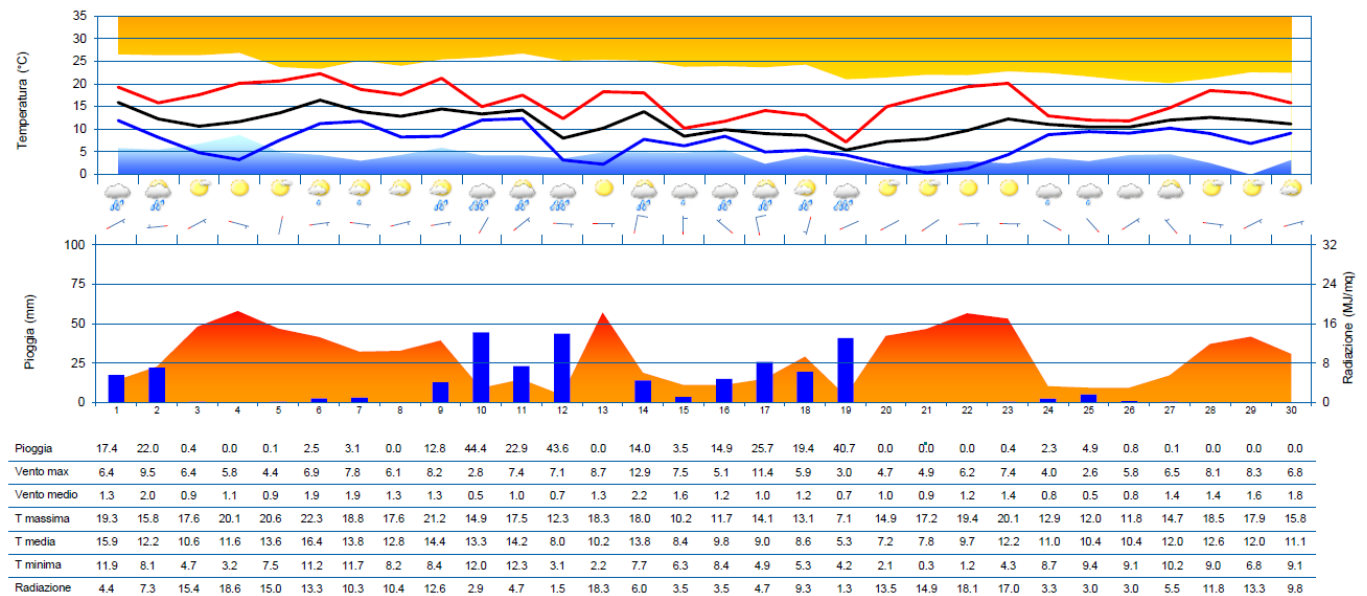 35
30
25
20
15
10
5
0
Temperatura (°C)
100
75
50
25
0
Pioggia (mm)
32
24
16
8
0
Radiazione (MJ/mq)
1 2 3 4 5 6 7 8 9 10 11 12 13 14 15 16 17 18 19 20 21 22 23 24 25 26 27 28 29 30
Pioggia 17.4 22.0 0.4 0.0 0.1 2.5 3.1 0.0 12.8 44.4 22.9 43.6 0.0 14.0 3.5 14.9 25.7 19.4 40.7 0.0 0.0 0.0 0.4 2.3 4.9 0.8 0.1 0.0 0.0 0.0
Vento max 6.4 9.5 6.4 5.8 4.4 6.9 7.8 6.1 8.2 2.8 7.4 7.1 8.7 12.9 7.5 5.1 11.4 5.9 3.0 4.7 4.9 6.2 7.4 4.0 2.6 5.8 6.5 8.1 8.3 6.8
Vento medio 1.3 2.0 0.9 1.1 0.9 1.9 1.9 1.3 1.3 0.5 1.0 0.7 1.3 2.2 1.6 1.2 1.0 1.2 0.7 1.0 0.9 1.2 1.4 0.8 0.5 0.8 1.4 1.4 1.6 1.8
T massima 19.3 15.8 17.6 20.1 20.6 22.3 18.8 17.6 21.2 14.9 17.5 12.3 18.3 18.0 10.2 11.7 14.1 13.1 7.1 14.9 17.2 19.4 20.1 12.9 12.0 11.8 14.7 18.5 17.9 15.8
T media 15.9 12.2 10.6 11.6 13.6 16.4 13.8 12.8 14.4 13.3 14.2 8.0 10.2 13.8 8.4 9.8 9.0 8.6 5.3 7.2 7.8 9.7 12.2 11.0 10.4 10.4 12.0 12.6 12.0 11.1
T minima 11.9 8.1 4.7 3.2 7.5 11.2 11.7 8.2 8.4 12.0 12.3 3.1 2.2 7.7 6.3 8.4 4.9 5.3 4.2 2.1 0.3 1.2 4.3 8.7 9.4 9.1 10.2 9.0 6.8 9.1
Radiazione 4.4 7.3 15.4 18.6 15.0 13.3 10.3 10.4 12.6 2.9 4.7 1.5 18.3 6.0 3.5 3.5 4.7 9.3 1.3 13.5 14.9 18.1 17.0 3.3 3.0 3.0 5.5 11.8 13.3 9.8